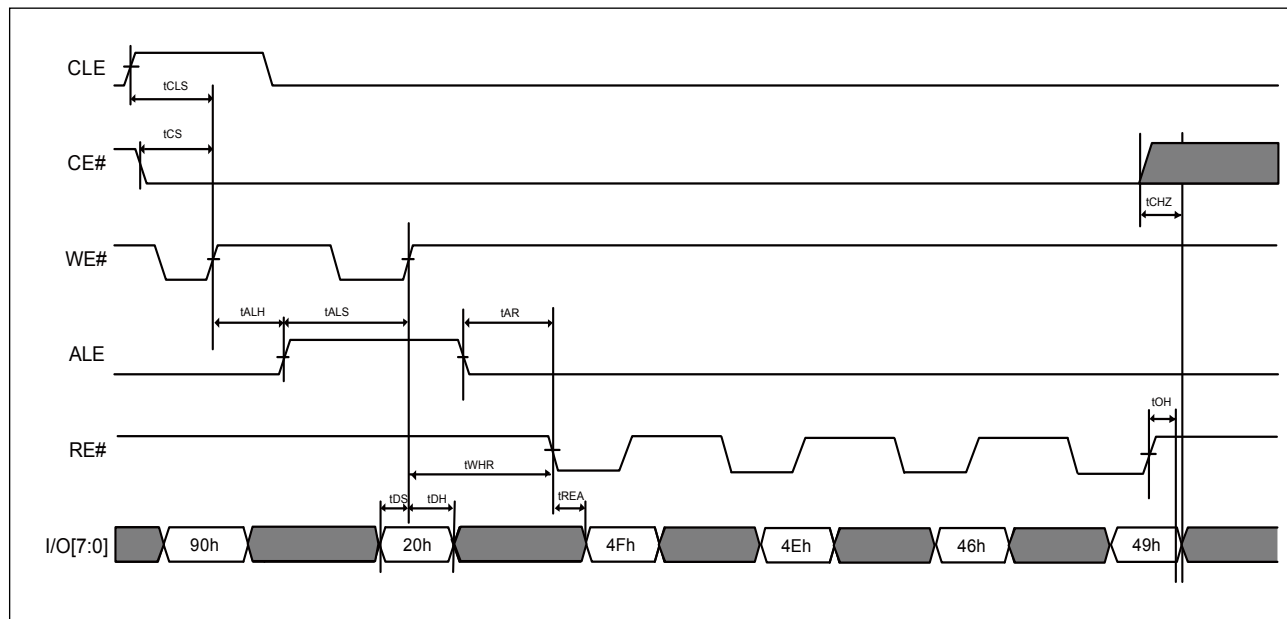 CLE
tCLS
tCS
CE#
tCHZ
WE#
tALH tALS tAR
ALE
tOH
RE#
tWHR
tDS tDH tREA
I/O[7:0] 90h 20h 4Fh 4Eh 46h 49h